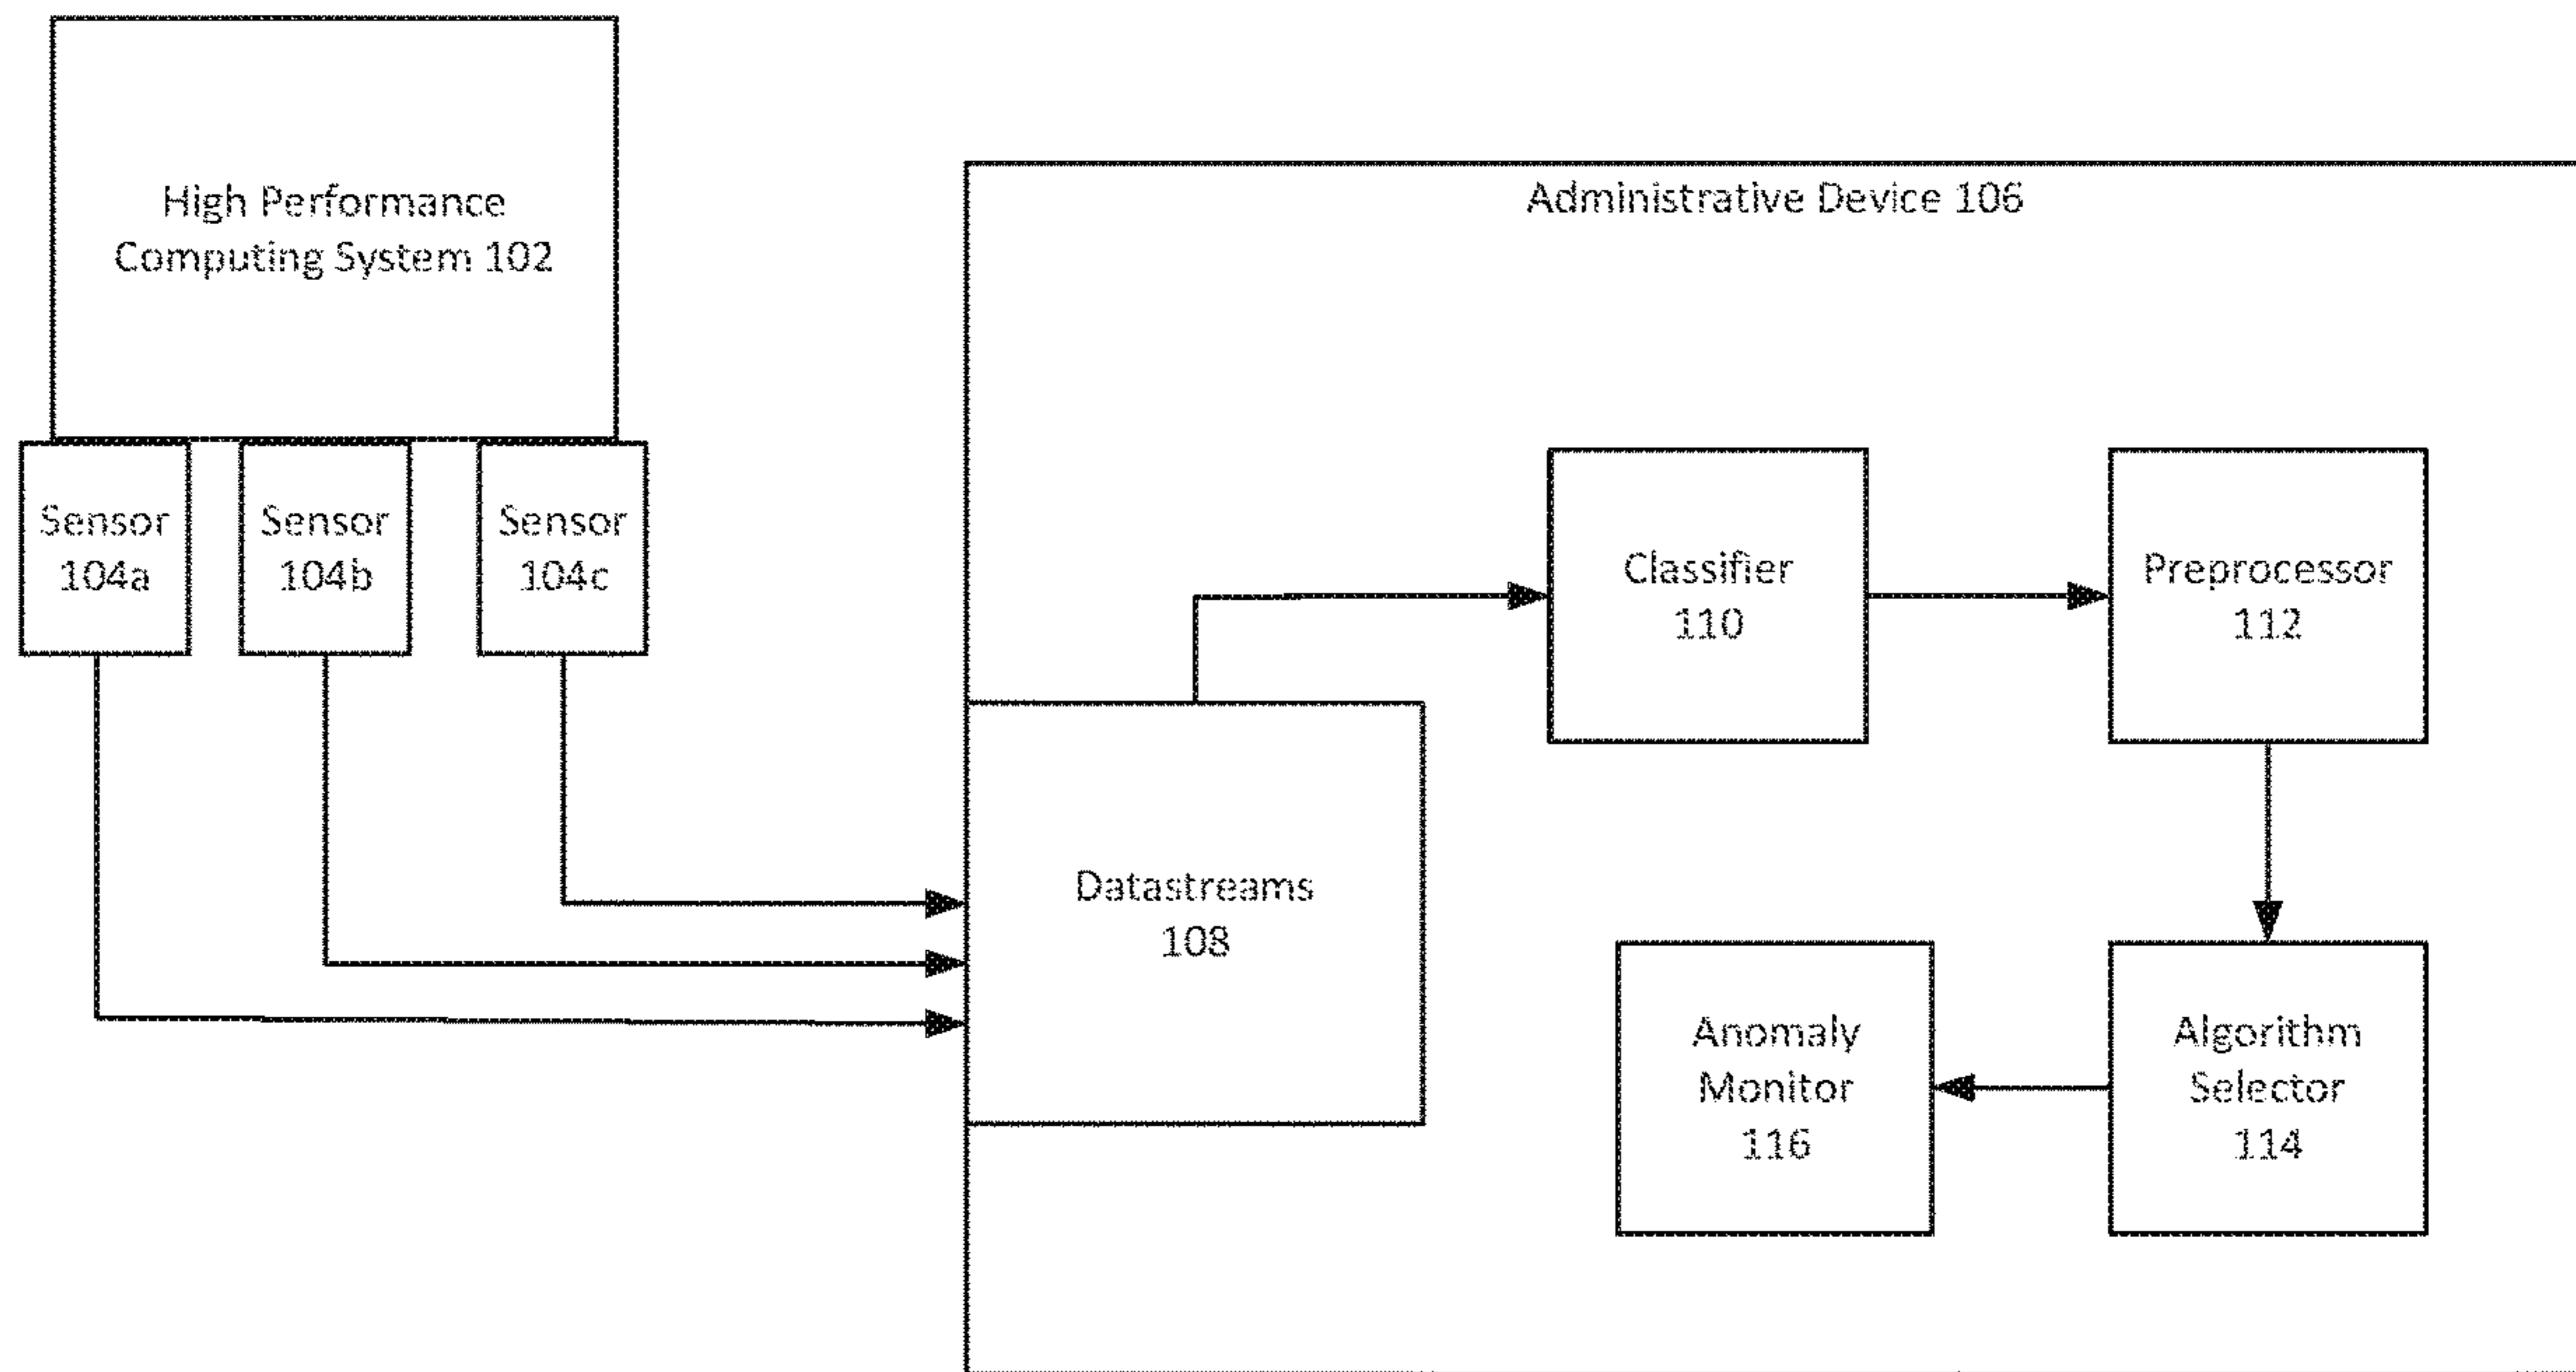 High Performance
Computing System 102
Administrative Device 106
Sensor
104a
Sensor
104b
Sensor
104c
Classifier
110
Preprocessor
112
Datastreams
108
Anomaly
Monitor
116
Algorithm
Selector
114